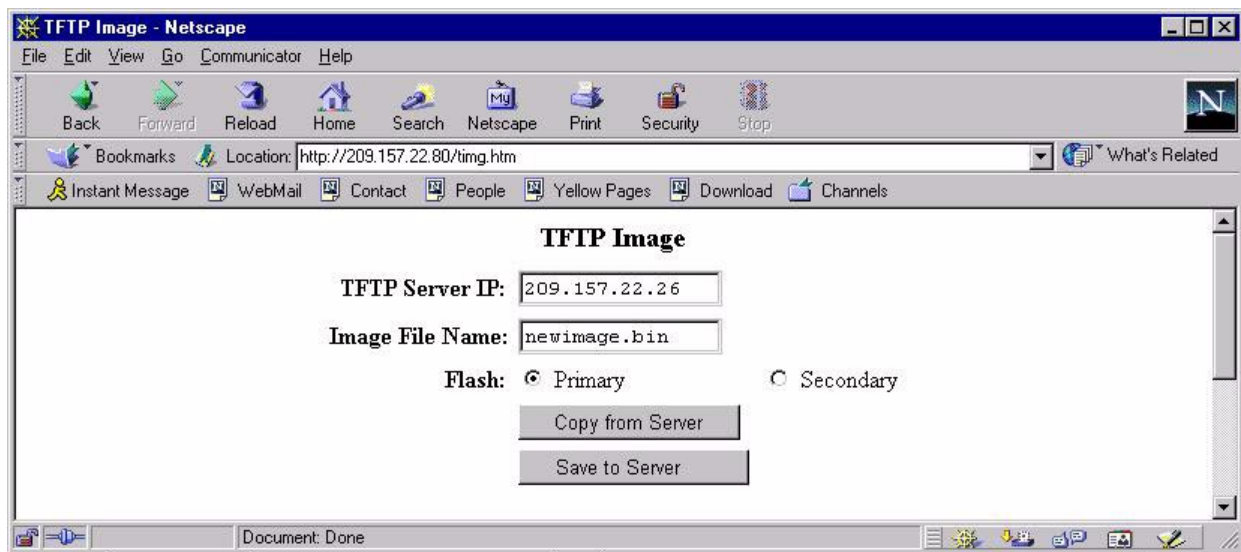 TFTP Image - Netscape
File Edit View Go Communicator Help
My N
Back Forward Reload Home Search Netscape Print Security Stop
Bookmarks Location: http://209.157.22.80/timg.htm What's Related
Instant Message WebMail Contact People Yellow Pages Download Channels
TFTP Image
TFTP Server IP: 209.157.22.26
Image File Name: newimage.bin
Flash: Primary Secondary
Copy from Server
Save to Server
Document: Done